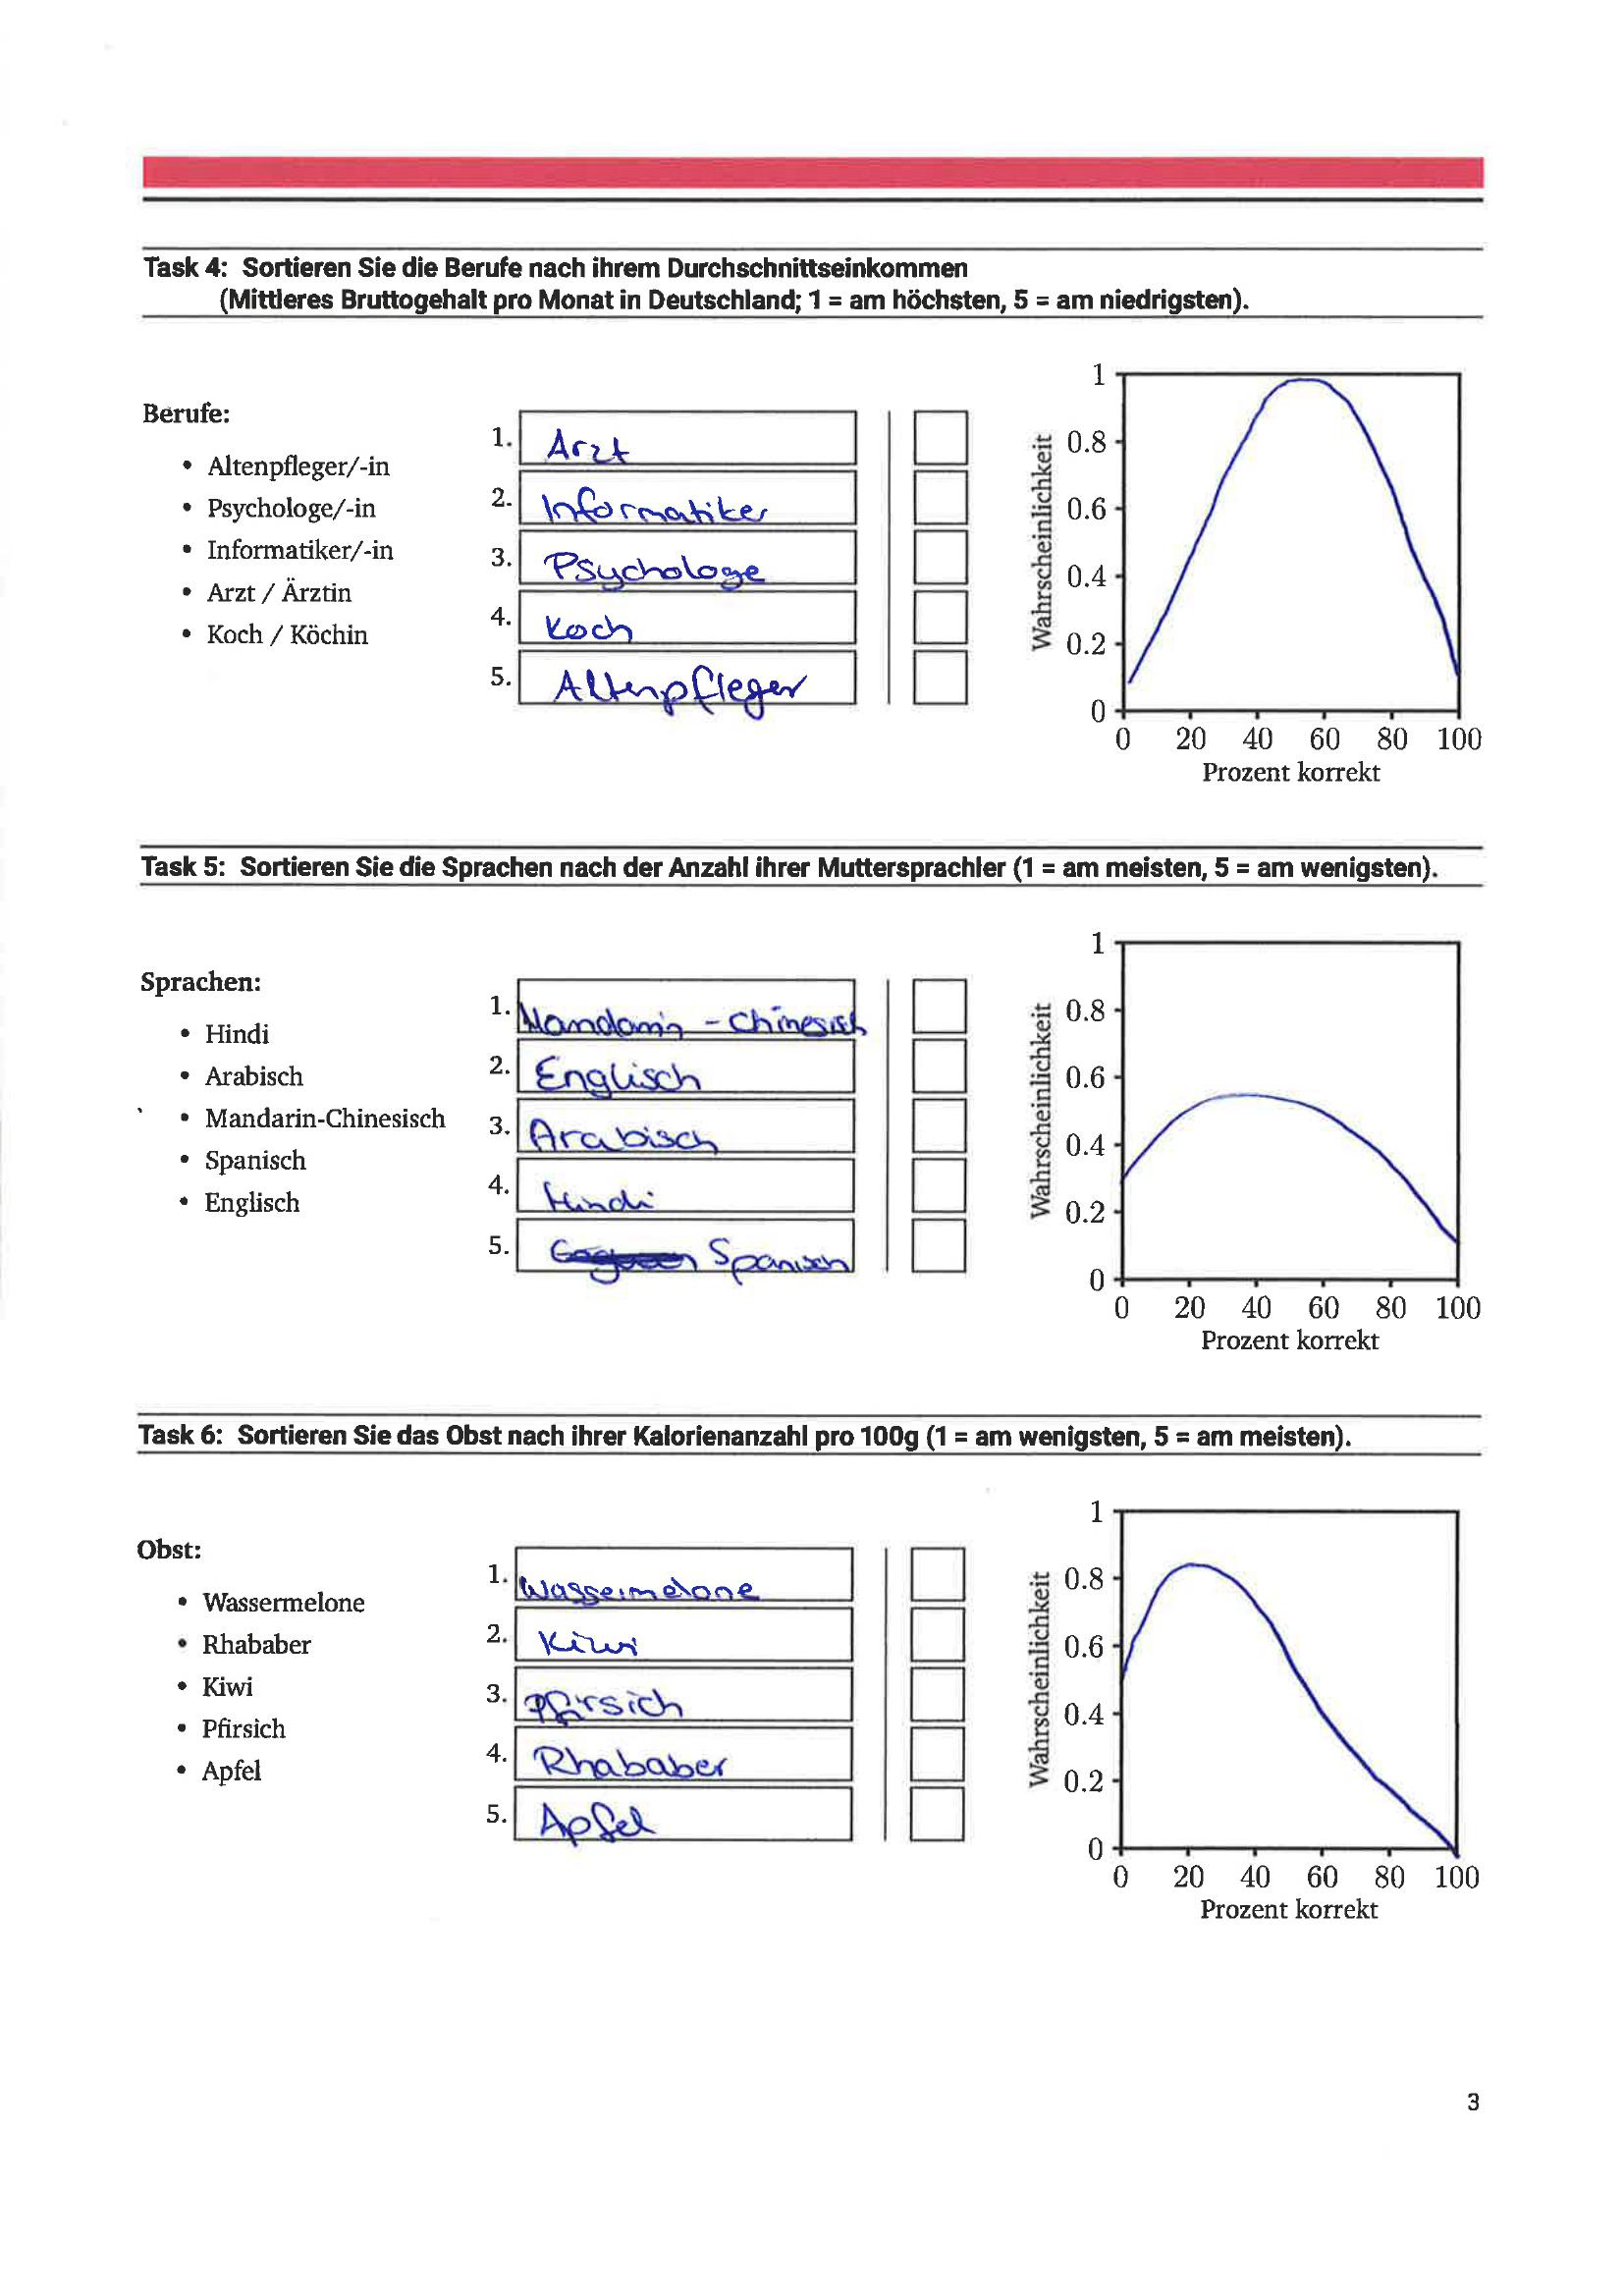 Task 4: Sortieren Sie die Berufe nach ihrem Durchschnittseinkommen
(Mittleres Bruttogehalt pro Monat in Deutschland; 1 = am höchsten, 5 = am niedrigsten).
Berufe:
• Altenpfleger/-in
• Psychologe/-in
• Informatiker/-in
• Arzt / Ärztin
• Koch / Köchin
1. Arzt
2. Informatiker
3. Psychologe
4. Koch
5. Altenpfleger
Wahrscheinlichkeit
1
0.8
0.6
0.4
0.2
0
0 20 40 60 80 100
Prozent korrekt
Task 5: Sortieren Sie die Sprachen nach der Anzahl ihrer Muttersprachler (1 = am meisten, 5 = am wenigsten).
Sprachen:
• Hindi
• Arabisch
• Mandarin-Chinesisch
• Spanisch
• Englisch
1. Mandarin - Chinesisch
2. Englisch
3. Arabisch
4. Hindi
5. Spanisch
Wahrscheinlichkeit
1
0.8
0.6
0.4
0.2
0
0 20 40 60 80 100
Prozent korrekt
Task 6: Sortieren Sie das Obst nach ihrer Kalorienanzahl pro 100g (1 = am wenigsten, 5 = am meisten).
Obst:
• Wassermelone
• Rhababer
• Kiwi
• Pfirsich
• Apfel
1. Wassermelone
2. Kiwi
3. Pfirsich
4. Rhababer
5. Apfel
Wahrscheinlichkeit
1
0.8
0.6
0.4
0.2
0
0 20 40 60 80 100
Prozent korrekt
3